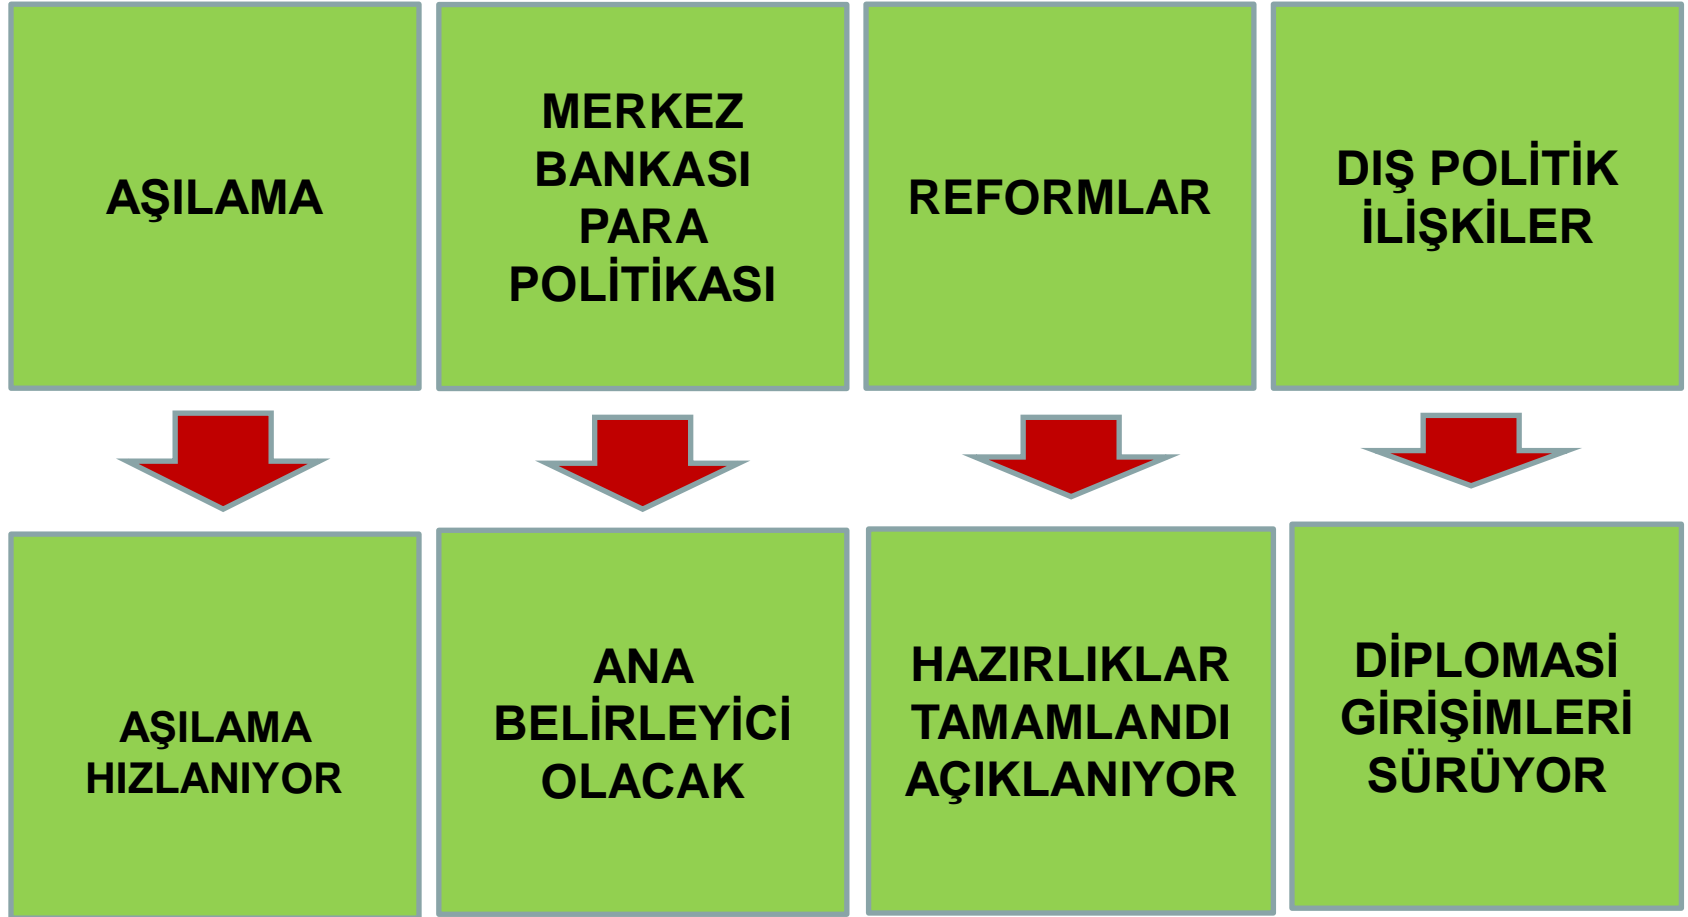 AŞILAMA
MERKEZ
BANKASI
PARA
POLİTİKASI
REFORMLAR
DIŞ POLİTİK
İLİŞKİLER
AŞILAMA
HIZLANIYOR
ANA
BELİRLEYİCİ
OLACAK
HAZIRLIKLAR
TAMAMLANDI
AÇIKLANIYOR
DİPLOMASİ
GİRİŞİMLERİ
SÜRÜYOR